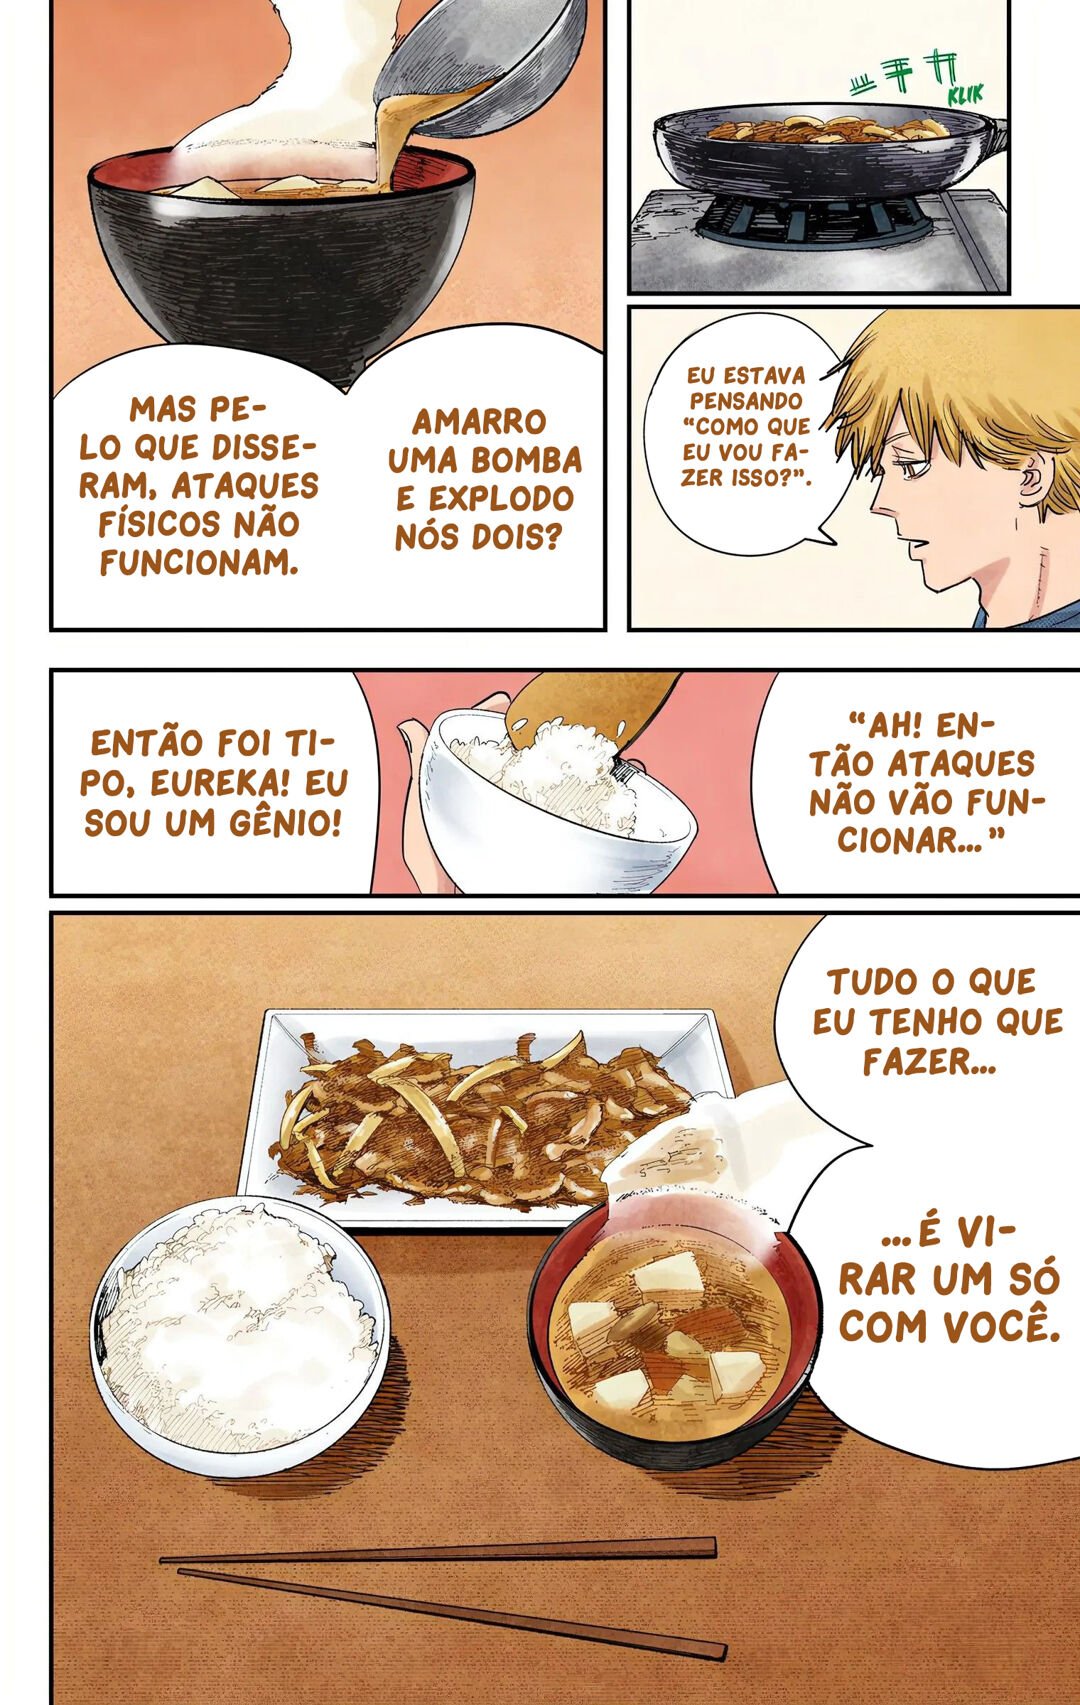 KLIK
EU ESTAVA
PENSANDO
“COMO QUE
EU VOU FA-
ZER ISSO?”.
AMARRO
UMA BOMBA
E EXPLODO
NÓS DOIS?
MAS PE-
LO QUE DISSE-
RAM, ATAQUES
FÍSICOS NÃO
FUNCIONAM.
“AH! EN-
TÃO ATAQUES
NÃO VÃO FUN-
CIONAR...”
ENTÃO FOI TI-
PO, EUREKA! EU
SOU UM GÊNIO!
TUDO O QUE
EU TENHO QUE
FAZER...
...É VI-
RAR UM SÓ
COM VOCÊ.